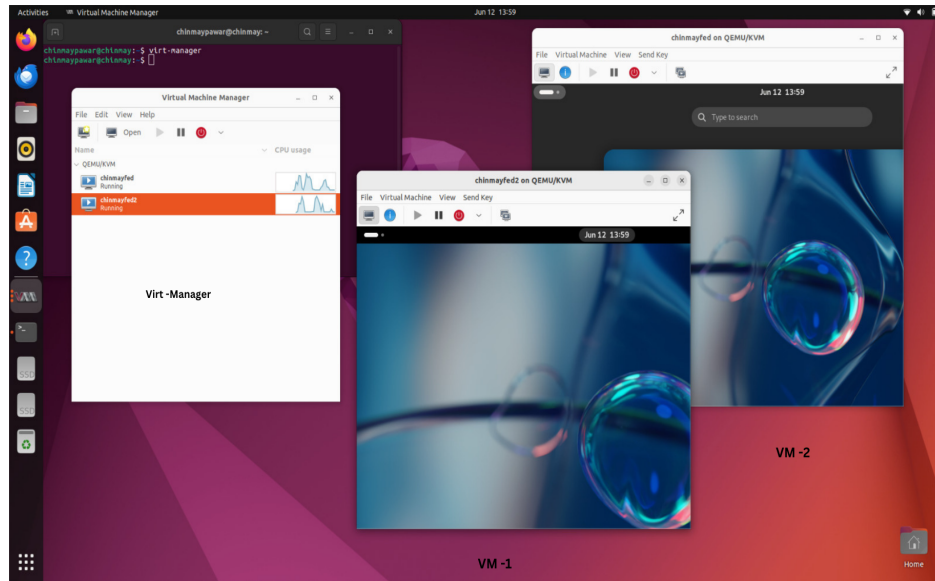 Activities Virtual Machine Manager Jun 12 13:59
chinmaypawar@chinmay: ~
chinmaypawar@chinmay:~$ virt-manager
chinmaypawar@chinmay:~$
Virtual Machine Manager
File Edit View Help
Open
Name CPU usage
QEMU/KVM
chinmayfed
Running
chinmayfed2
Running
Virt -Manager
chinmayfed2 on QEMU/KVM
File Virtual Machine View Send Key
Jun 12 13:59
VM -1
chinmayfed on QEMU/KVM
File Virtual Machine View Send Key
Jun 12 13:59
Type to search
VM -2
SSD
SSD
Home